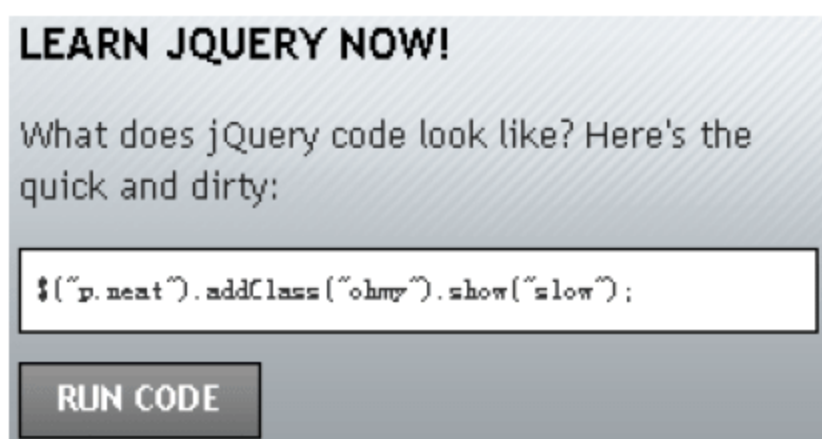 LEARN JQUERY NOW!
What does jQuery code look like? Here's the
quick and dirty:
$("p.neat").addClass("ohmy").show("slow");
RUN CODE